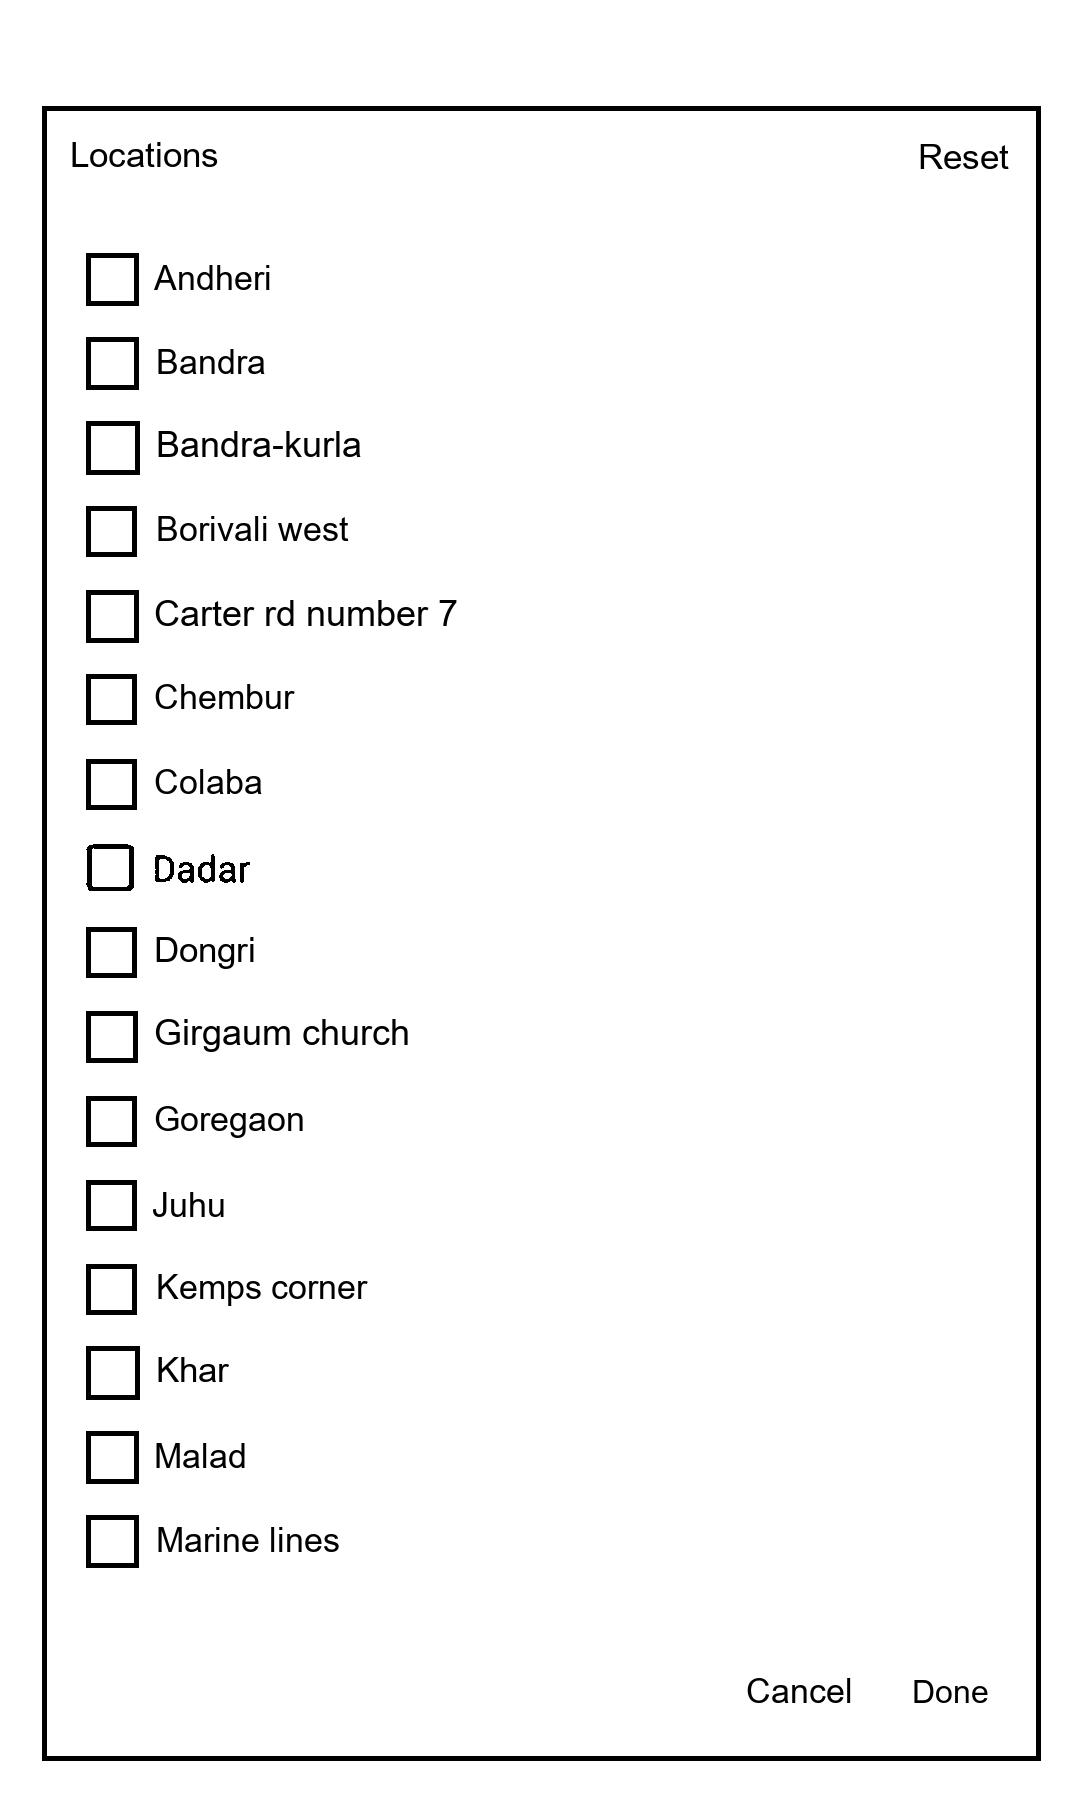 Locations
Reset
Andheri
Bandra
Bandra-kurla
Borivali west
Carter rd number 7
Chembur
Colaba
Dadar
Dongri
Girgaum church
Goregaon
Juhu
Kemps corner
Khar
Malad
Marine lines
Cancel Done